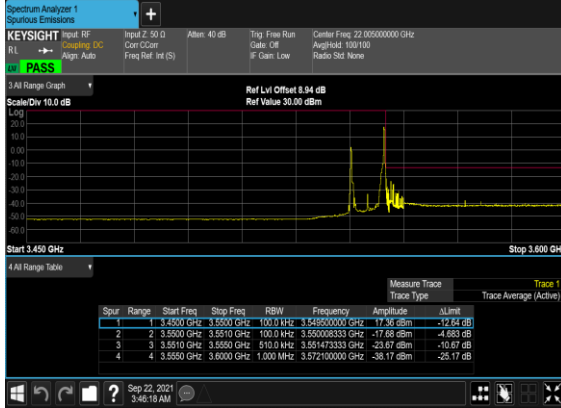 Spectrum Analyzer 1
Spurious Emissions
+
KEYSIGHT Input: RF Input Z: 50 Ω Atten: 40 dB Trig: Free Run Center Freq: 22.005000000 GHz
RL Coupling: DC Corr CCorr Gate: Off Avg|Hold: 100/100
Align: Auto Freq Ref: Int (S) IF Gain: Low Radio Std: None
PASS
3 All Range Graph
Ref Lvl Offset 8.94 dB
Scale/Div 10.0 dB Ref Value 30.00 dBm
Log
20.0
10.0
0.00
-10.0
-20.0
-30.0
-40.0
-50.0
-60.0
Start 3.450 GHz Stop 3.600 GH
4 All Range Table
Measure Trace Trace 1
Trace Type Trace Average (Active)
Spur Range Start Freq Stop Freq RBW Frequency Amplitude ΔLimit
1 1 3.4500 GHz 3.5500 GHz 100.0 kHz 3.549500000 GHz 17.36 dBm -12.64 dB
2 2 3.5500 GHz 3.5510 GHz 100.0 kHz 3.550008333 GHz -17.68 dBm -4.683 dB
3 3 3.5510 GHz 3.5550 GHz 510.0 kHz 3.551473333 GHz -23.67 dBm -10.67 dB
4 4 3.5550 GHz 3.6000 GHz 1.000 MHz 3.572100000 GHz -38.17 dBm -25.17 dB
?
Sep 22, 2021
3:46:18 AM